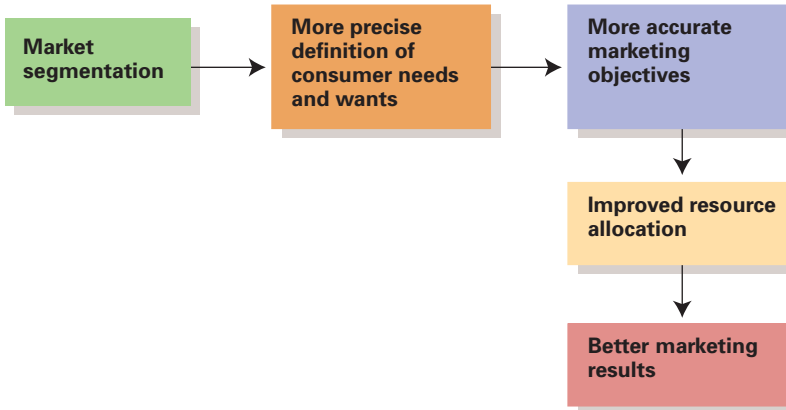 Market
segmentation
More precise
definition of
consumer needs
and wants
More accurate
marketing
objectives
Improved resource
allocation
Better marketing
results